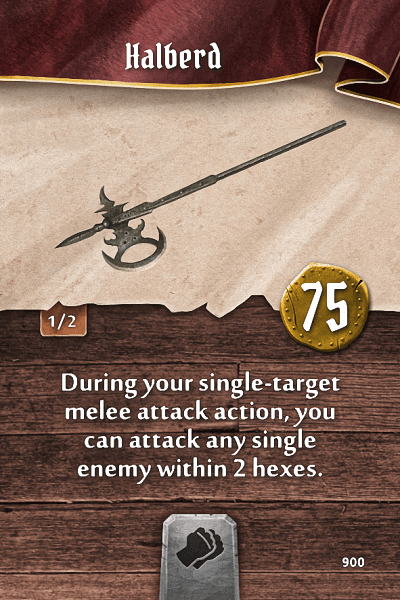 Halberd
75
1/2
During your single-target
melee attack action, you
can attack any single
enemy within 2 hexes.
900